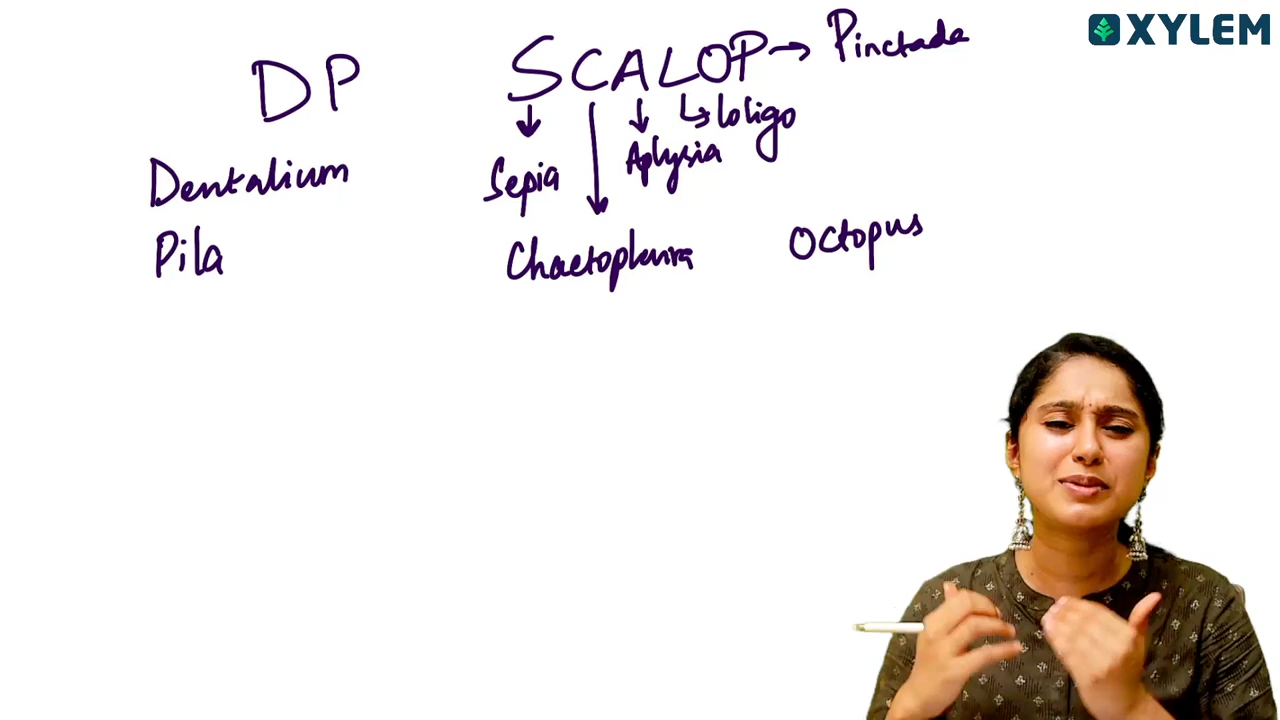 XYLEM
DP
SCALOP → Pinctada
Loligo
Aplysia
Dentalium
Sepia
Pila
Chaetopleura
Octopus